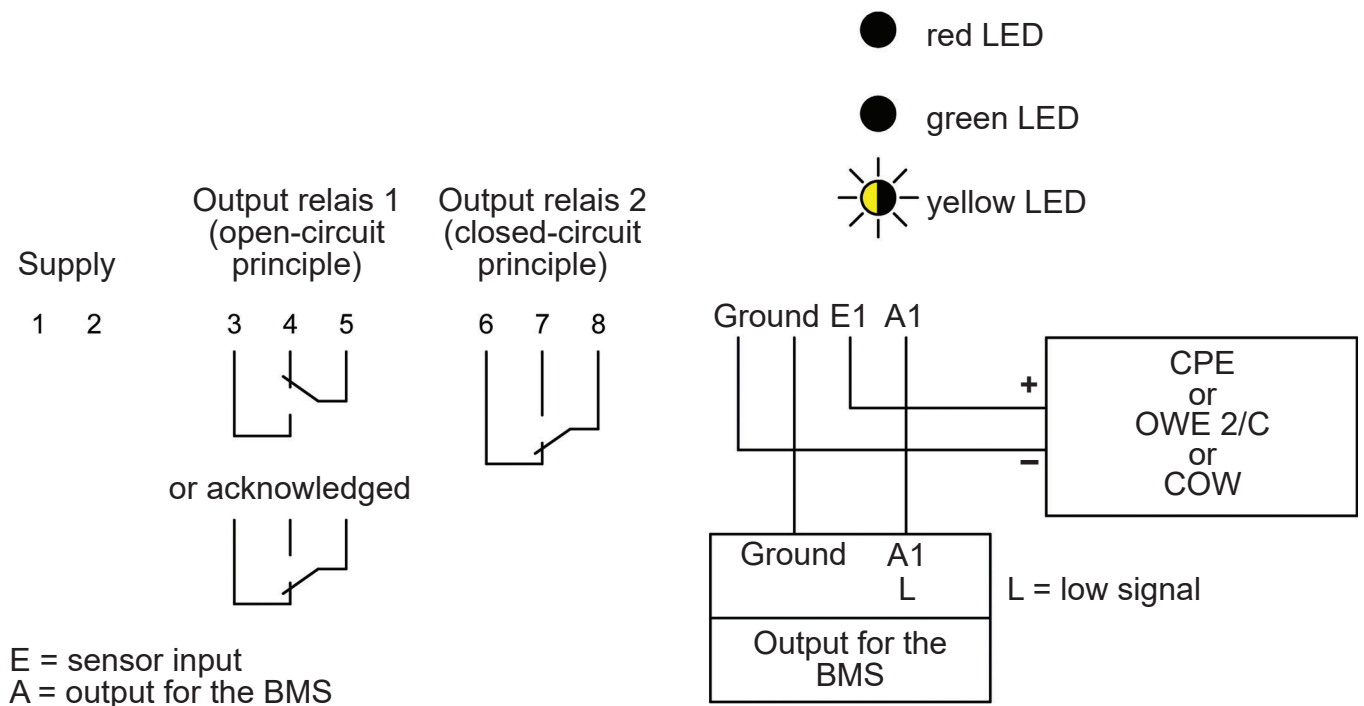 red LED
green LED
yellow LED
Output relais 1
(open-circuit
principle)
Output relais 2
(closed-circuit
principle)
Supply
1 2
3 4 5
6 7 8
or acknowledged
Ground E1 A1
+
–
CPE
or
OWE 2/C
or
COW
Ground A1
L
L = low signal
Output for the
BMS
E = sensor input
A = output for the BMS